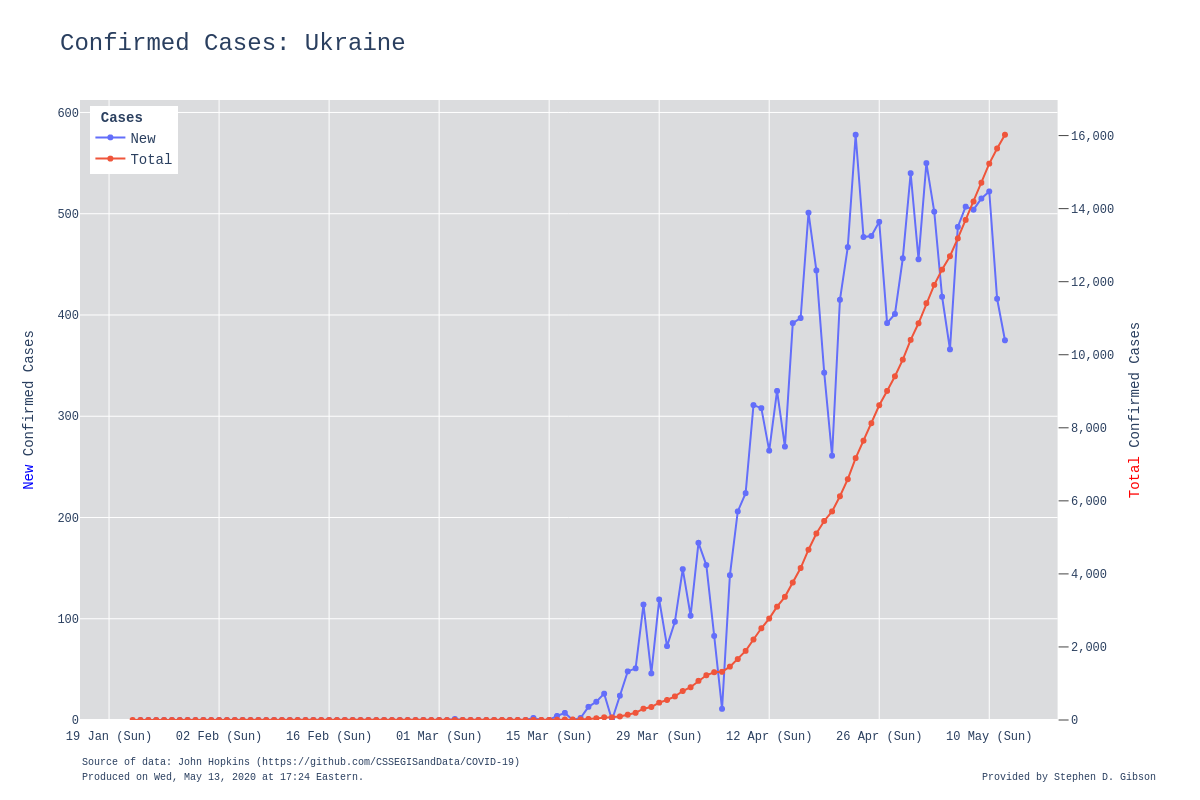 Confirmed Cases: Ukraine
Cases
New
Total
600
500
400
300
200
100
0
16,000
14,000
12,000
10,000
8,000
6,000
4,000
2,000
0
New Confirmed Cases
Total Confirmed Cases
19 Jan (Sun) 02 Feb (Sun) 16 Feb (Sun) 01 Mar (Sun) 15 Mar (Sun) 29 Mar (Sun) 12 Apr (Sun) 26 Apr (Sun) 10 May (Sun)
Source of data: John Hopkins (https://github.com/CSSEGISandData/COVID-19)
Produced on Wed, May 13, 2020 at 17:24 Eastern.
Provided by Stephen D. Gibson